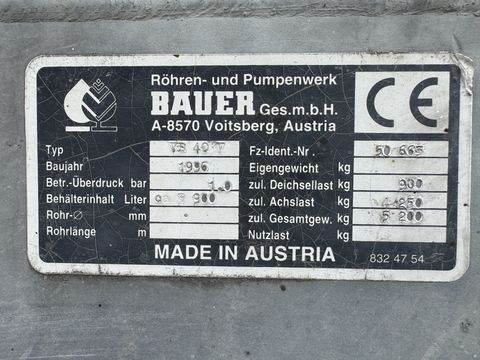 Röhren- und Pumpenwerk
BAUER Ges.m.b.H.
A-8570 Voitsberg, Austria
CE
Typ
Baujahr 1996
Betr.-Überdruck bar 1.0
Behälterinhalt Liter 900
Rohr-Ø mm
Rohrlänge m
Fz-Ident.-Nr. 50 665
Eigengewicht kg
zul. Deichsellast kg 900
zul. Achslast kg 4 250
zul. Gesamtgew. kg 5 200
Nutzlast kg
MADE IN AUSTRIA
832 47 54